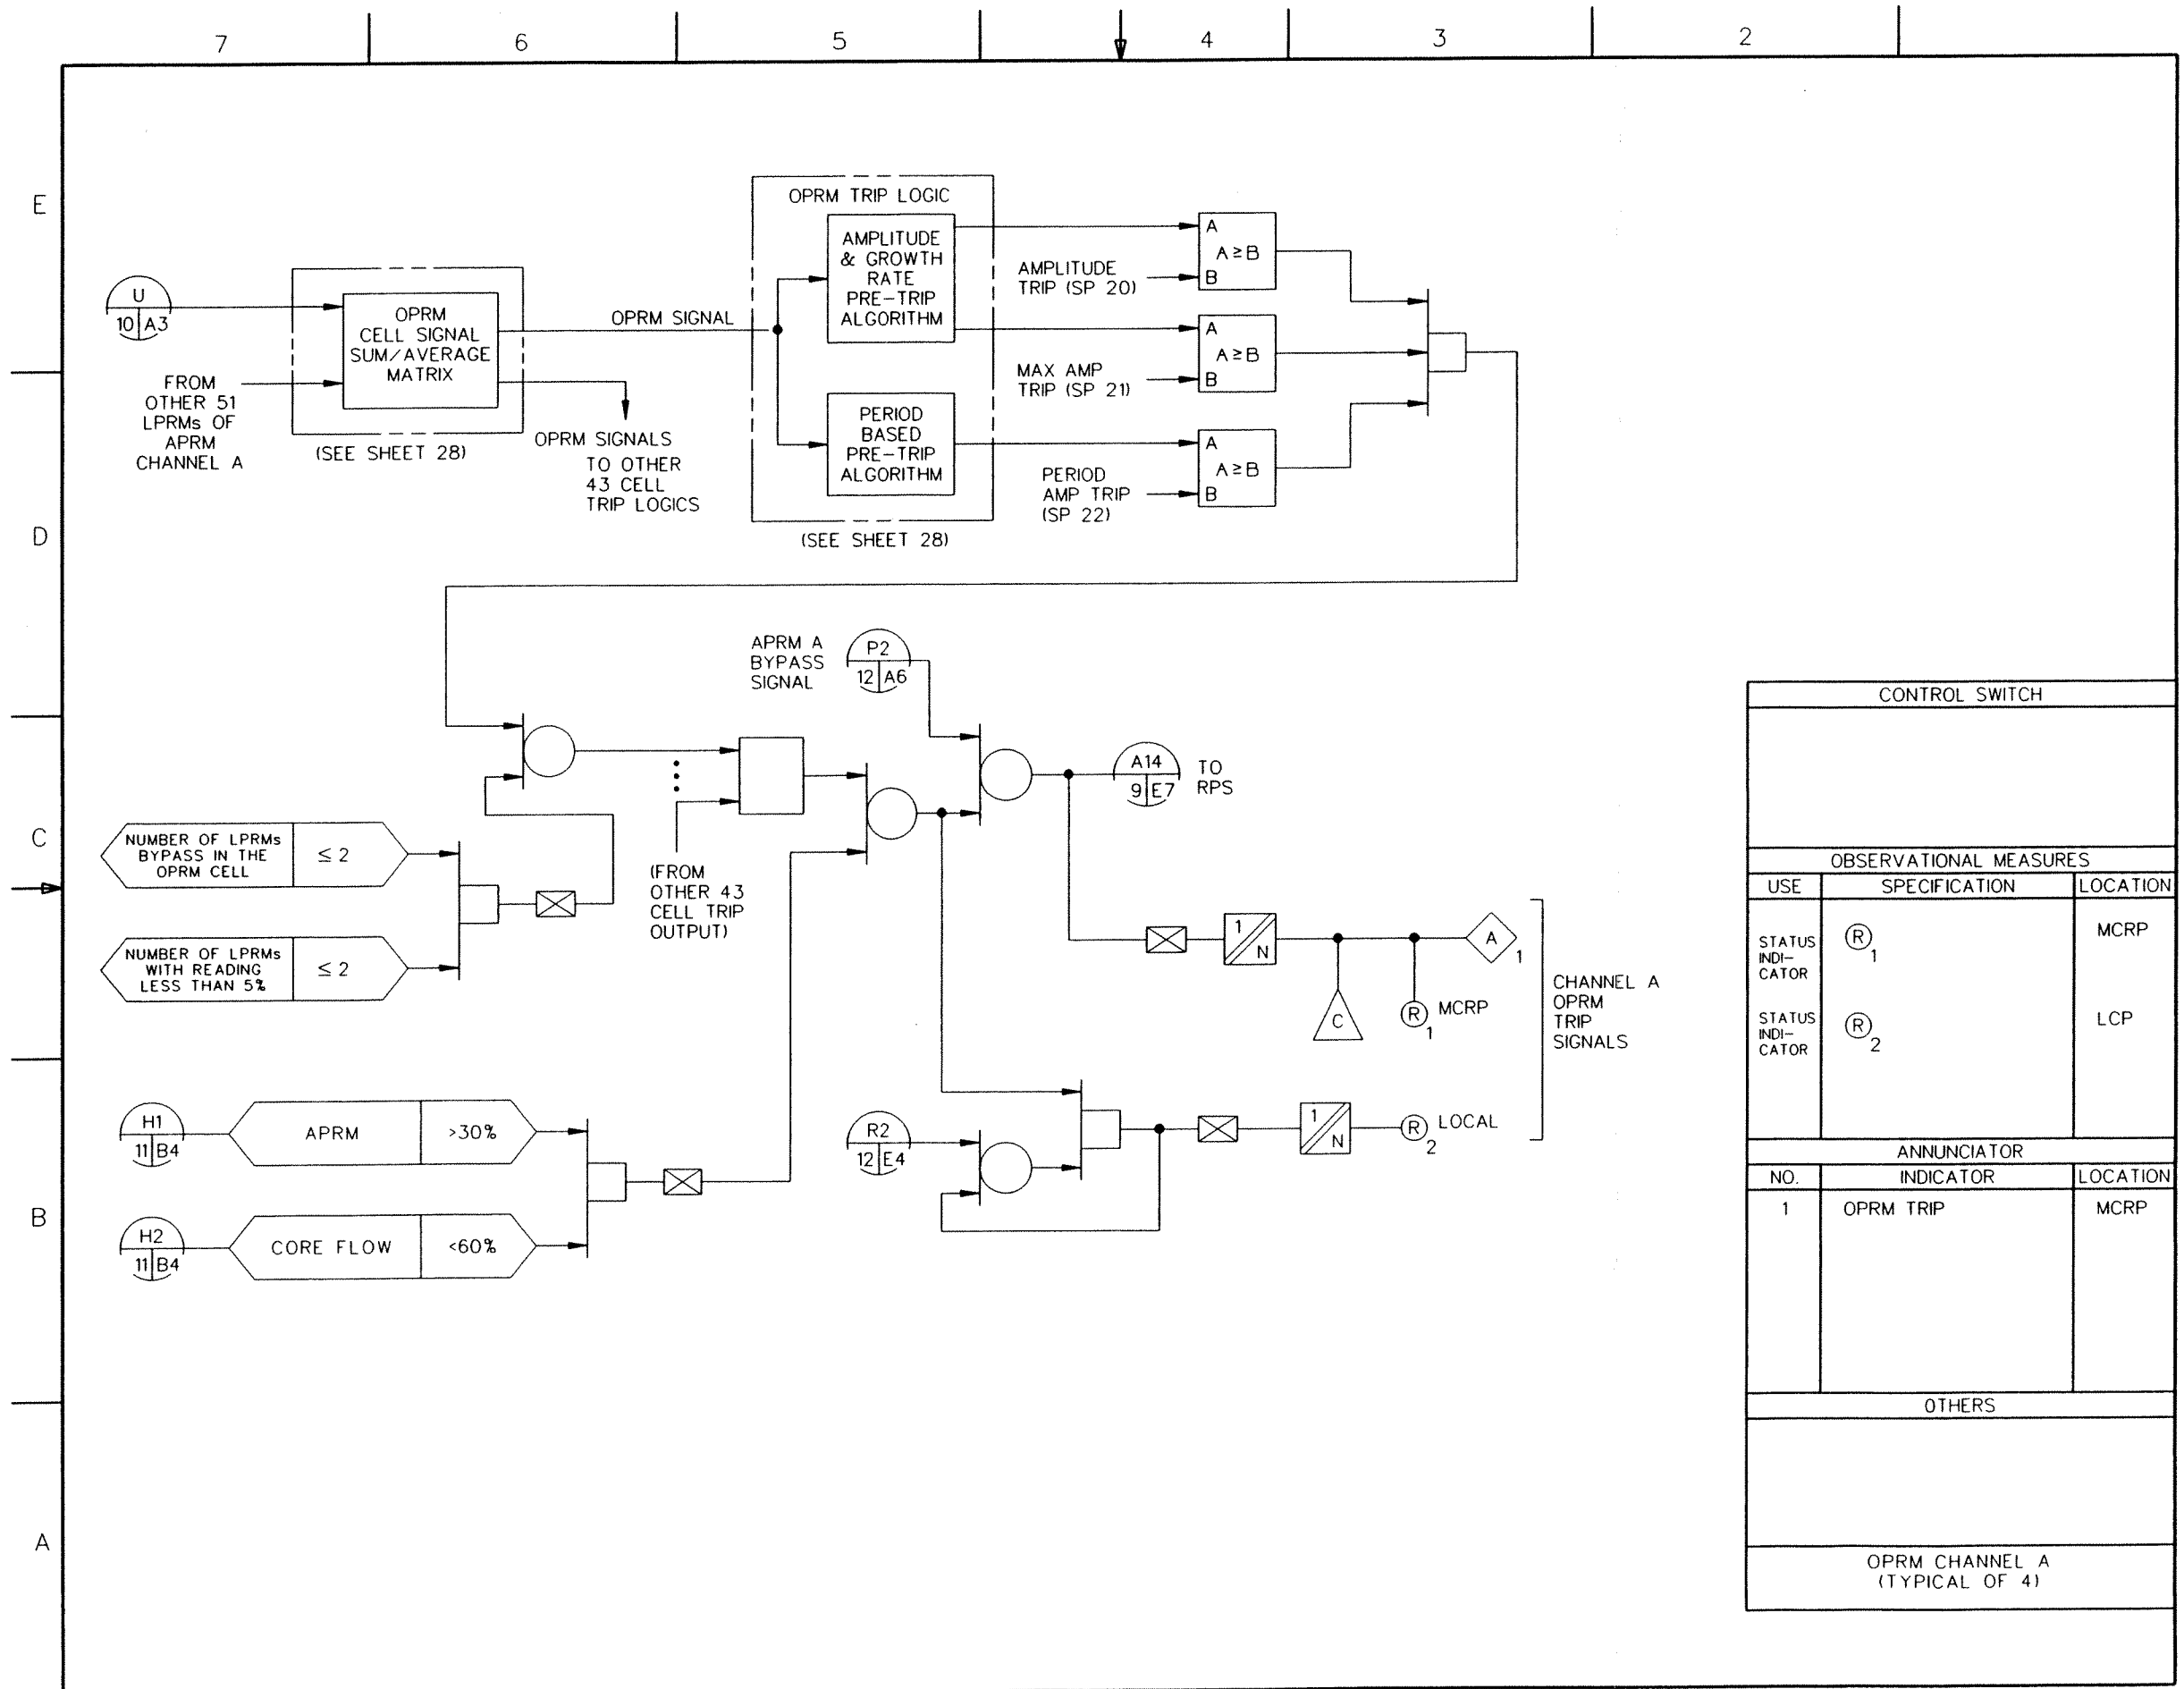 7
6
5
4
3
2
E
D
C
B
A
OPRM TRIP LOGIC
AMPLITUDE
& GROWTH
RATE
PRE-TRIP
ALGORITHM
PERIOD
BASED
PRE-TRIP
ALGORITHM
(SEE SHEET 28)
U
10 A3
FROM
OTHER 51
LPRMs OF
APRM
CHANNEL A
OPRM
CELL SIGNAL
SUM/AVERAGE
MATRIX
(SEE SHEET 28)
OPRM SIGNAL
OPRM SIGNALS
TO OTHER
43 CELL
TRIP LOGICS
AMPLITUDE
TRIP (SP 20)
A
A ≥ B
B
MAX AMP
TRIP (SP 21)
A
A ≥ B
B
PERIOD
AMP TRIP
(SP 22)
A
A ≥ B
B
APRM A
BYPASS
SIGNAL
P2
12 A6
A14
9 E7
TO
RPS
NUMBER OF LPRMs
BYPASS IN THE
OPRM CELL
≤ 2
NUMBER OF LPRMs
WITH READING
LESS THAN 5%
≤ 2
(FROM
OTHER 43
CELL TRIP
OUTPUT)
1
N
C
R
1
MCRP
A
1
CHANNEL A
OPRM
TRIP
SIGNALS
H1
11 B4
APRM
>30%
H2
11 B4
CORE FLOW
<60%
R2
12 E4
1
N
R
2
LOCAL
CONTROL SWITCH
OBSERVATIONAL MEASURES
USE SPECIFICATION LOCATION
STATUS
INDI-
CATOR
R
1
MCRP
STATUS
INDI-
CATOR
R
2
LCP
ANNUNCIATOR
NO. INDICATOR LOCATION
1 OPRM TRIP MCRP
OTHERS
OPRM CHANNEL A
(TYPICAL OF 4)